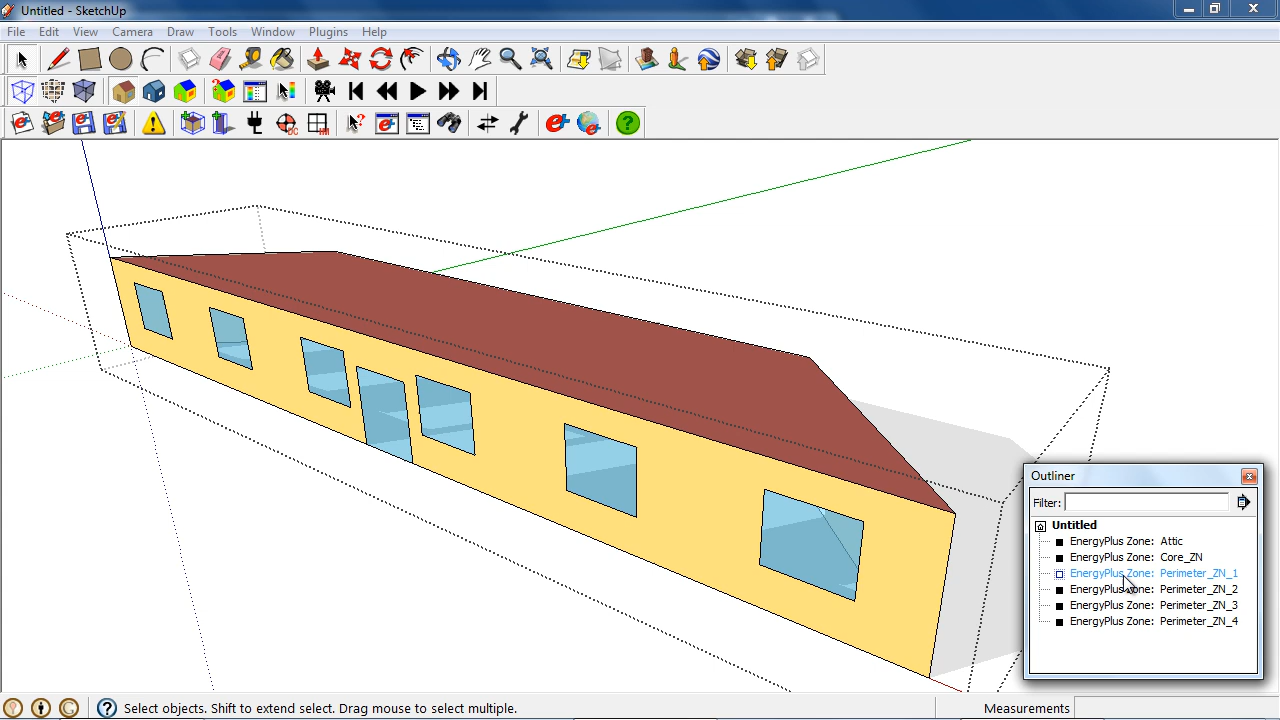 Untitled - SketchUp
File Edit View Camera Draw Tools Window Plugins Help
Outliner
Filter:
Untitled
EnergyPlus Zone: Attic
EnergyPlus Zone: Core_ZN
EnergyPlus Zone: Perimeter_ZN_1
EnergyPlus Zone: Perimeter_ZN_2
EnergyPlus Zone: Perimeter_ZN_3
EnergyPlus Zone: Perimeter_ZN_4
Select objects. Shift to extend select. Drag mouse to select multiple.
Measurements